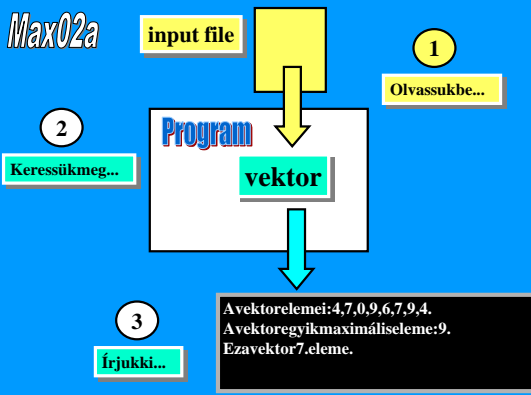 Max02a
input file
1
Olvassukbe...
2
Keressükmeg...
Program
vektor
3
Írjukki...
Avektorelemei:4,7,0,9,6,7,9,4.
Avektoregyikmaximáliseleme:9.
Ezavektor7.eleme.